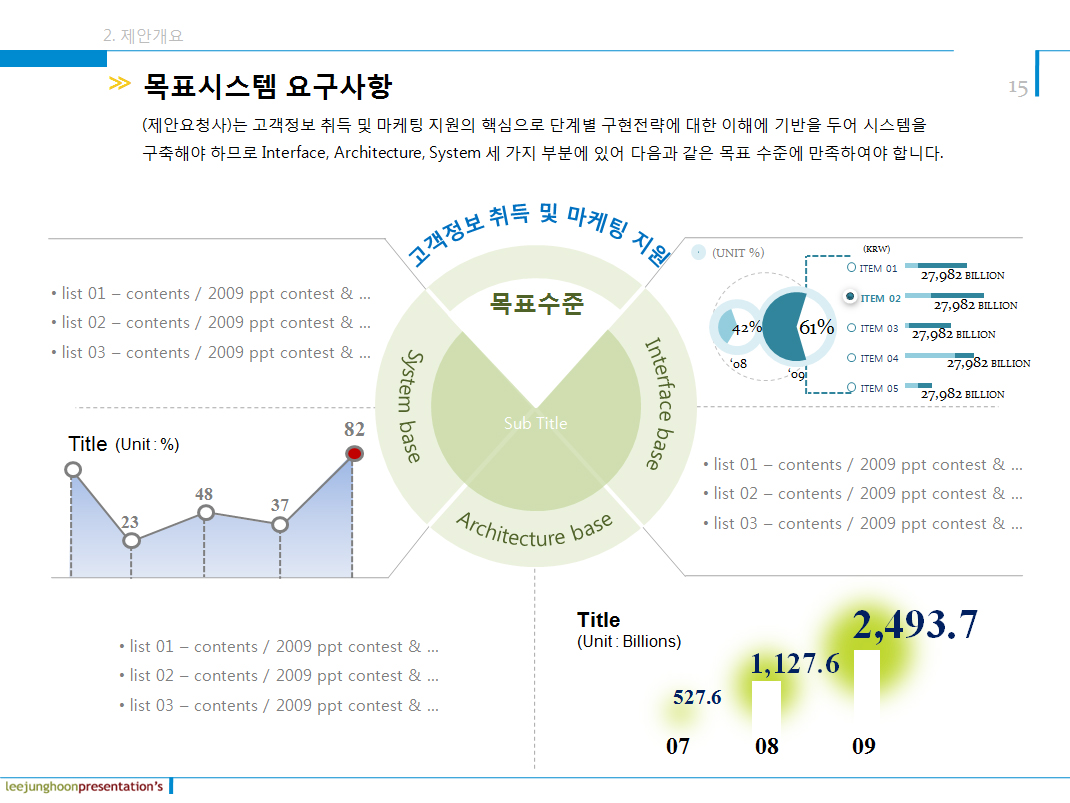 2. 제안개요
≫ 목표시스템 요구사항
15
(제안요청사)는 고객정보 취득 및 마케팅 지원의 핵심으로 단계별 구현전략에 대한 이해에 기반을 두어 시스템을
구축해야 하므로 Interface, Architecture, System 세 가지 부분에 있어 다음과 같은 목표 수준에 만족하여야 합니다.
고객정보 취득 및 마케팅 지원
목표수준
System base
Interface base
Architecture base
Sub Title
• list 01 – contents / 2009 ppt contest & ...
• list 02 – contents / 2009 ppt contest & ...
• list 03 – contents / 2009 ppt contest & ...
(UNIT %)
42%
61%
‘08
‘09
(KRW)
ITEM 01
27,982 BILLION
ITEM 02
27,982 BILLION
ITEM 03
27,982 BILLION
ITEM 04
27,982 BILLION
ITEM 05
27,982 BILLION
Title (Unit : %)
23
48
37
82
• list 01 – contents / 2009 ppt contest & ...
• list 02 – contents / 2009 ppt contest & ...
• list 03 – contents / 2009 ppt contest & ...
• list 01 – contents / 2009 ppt contest & ...
• list 02 – contents / 2009 ppt contest & ...
• list 03 – contents / 2009 ppt contest & ...
Title
(Unit : Billions)
527.6
1,127.6
2,493.7
07
08
09
leejunghoonpresentation's